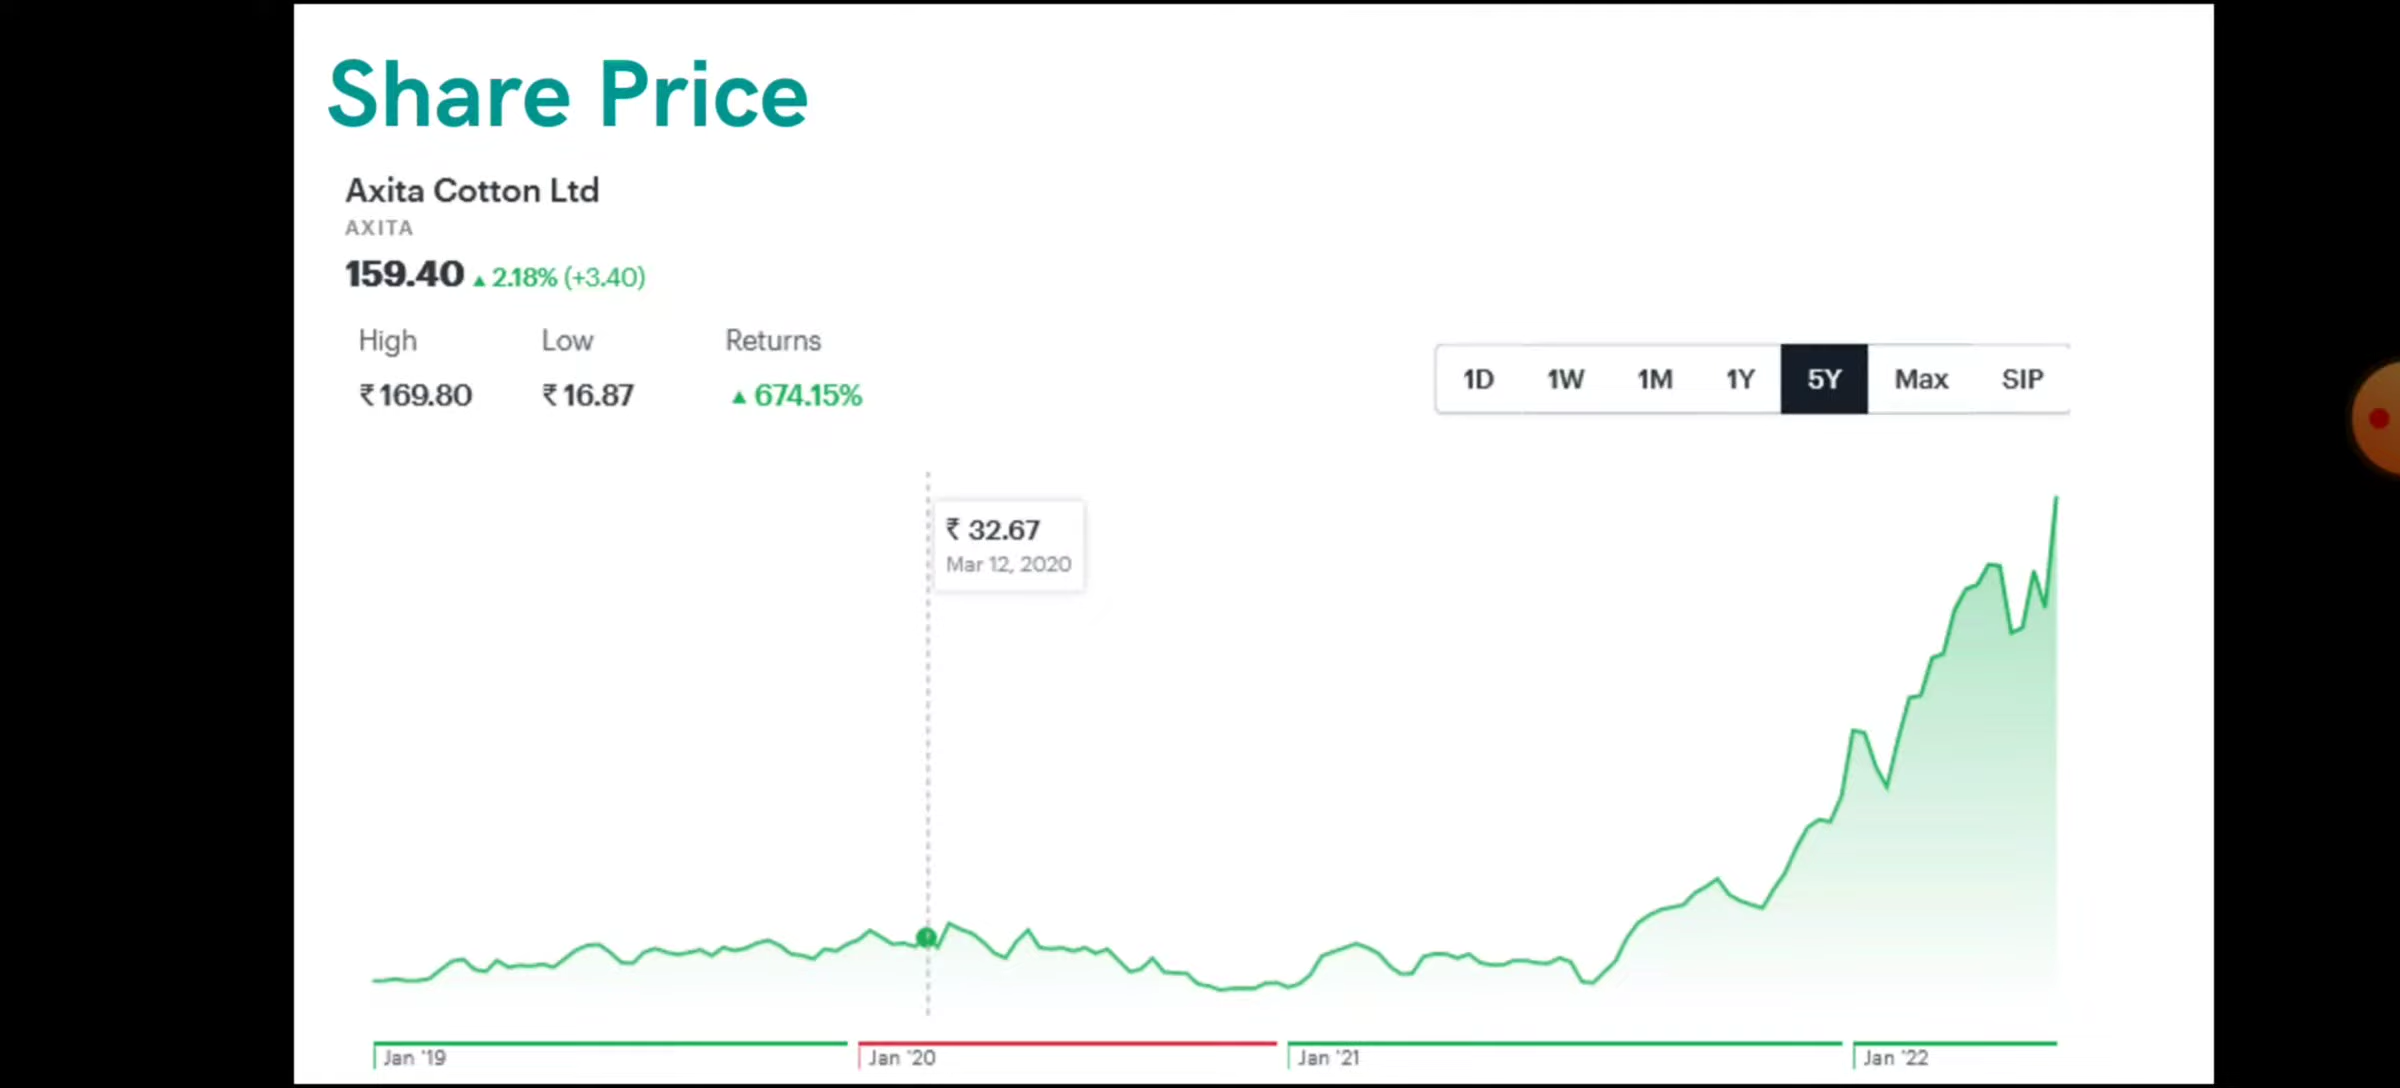 Share Price
Axita Cotton Ltd
AXITA
159.40 ▲ 2.18% (+3.40)
High Low Returns
₹169.80 ₹16.87 ▲ 674.15%
1D 1W 1M 1Y 5Y Max SIP
₹ 32.67
Mar 12, 2020
Jan '19 Jan '20 Jan '21 Jan '22